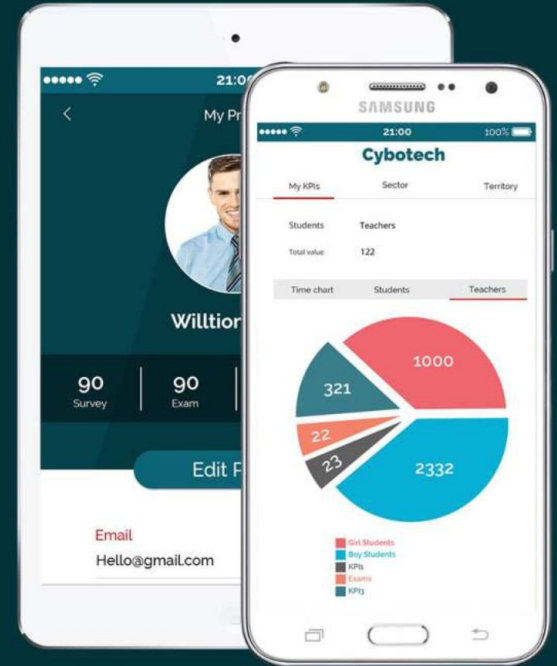 21:0
My Pr
Willtior
90
Survey
90
Exam
Edit P
Email
Hello@gmail.com
SAMSUNG
21:00
100%
Cybotech
My KPIs
Sector
Territory
Students
Teachers
Total value
122
Time chart
Students
Teachers
1000
321
22
23
2332
Girl Students
Boy Students
KPIs
Exams
KPI3